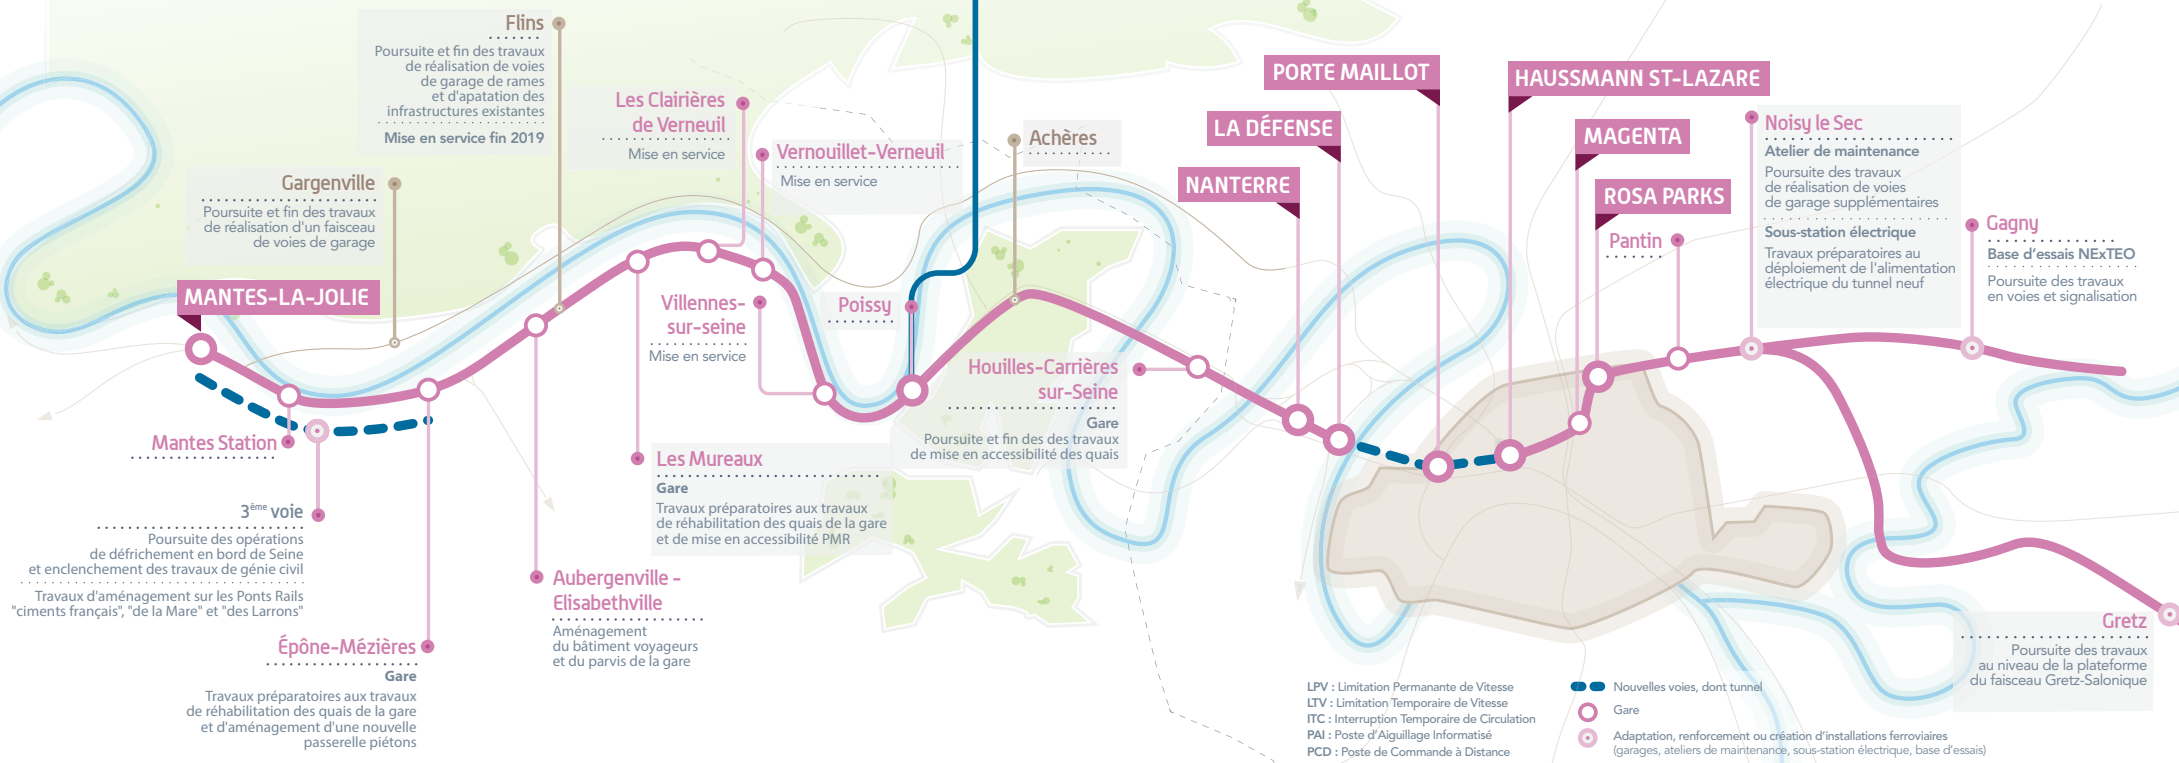 Flins
Poursuite et fin des travaux
de réalisation de voies
de garage de rames
et d'apatation des
infrastructures existantes
Mise en service fin 2019
Gargenville
Poursuite et fin des travaux
de réalisation d'un faisceau
de voies de garage
MANTES-LA-JOLIE
Mantes Station
3ème voie
Poursuite des opérations
de défrichement en bord de Seine
et enclenchement des travaux de génie civil
Travaux d'aménagement sur les Ponts Rails
"ciments français", "de la Mare" et "des Larrons"
Épône-Mézières
Gare
Travaux préparatoires aux travaux
de réhabilitation des quais de la gare
et d'aménagement d'une nouvelle
passerelle piétons
Les Clairières
de Verneuil
Mise en service
Vernouillet-Verneuil
Mise en service
Villennes-
sur-seine
Mise en service
Poissy
Les Mureaux
Gare
Travaux préparatoires aux travaux
de réhabilitation des quais de la gare
et de mise en accessibilité PMR
Aubergenville -
Elisabethville
Aménagement
du bâtiment voyageurs
et du parvis de la gare
Achères
Houilles-Carrières
sur-Seine
Gare
Poursuite et fin des des travaux
de mise en accessibilité des quais
NANTERRE
LA DÉFENSE
PORTE MAILLOT
HAUSSMANN ST-LAZARE
MAGENTA
ROSA PARKS
Pantin
Noisy le Sec
Atelier de maintenance
Poursuite des travaux
de réalisation de voies
de garage supplémentaires
Sous-station électrique
Travaux préparatoires au
déploiement de l'alimentation
électrique du tunnel neuf
Gagny
Base d'essais NExTEO
Poursuite des travaux
en voies et signalisation
Gretz
Poursuite des travaux
au niveau de la plateforme
du faisceau Gretz-Salonique
LPV : Limitation Permanante de Vitesse
LTV : Limitation Temporaire de Vitesse
ITC : Interruption Temporaire de Circulation
PAI : Poste d'Aiguillage Informatisé
PCD : Poste de Commande à Distance
Nouvelles voies, dont tunnel
Gare
Adaptation, renforcement ou création d'installations ferroviaires
(garages, ateliers de maintenance, sous-station électrique, base d'essais)